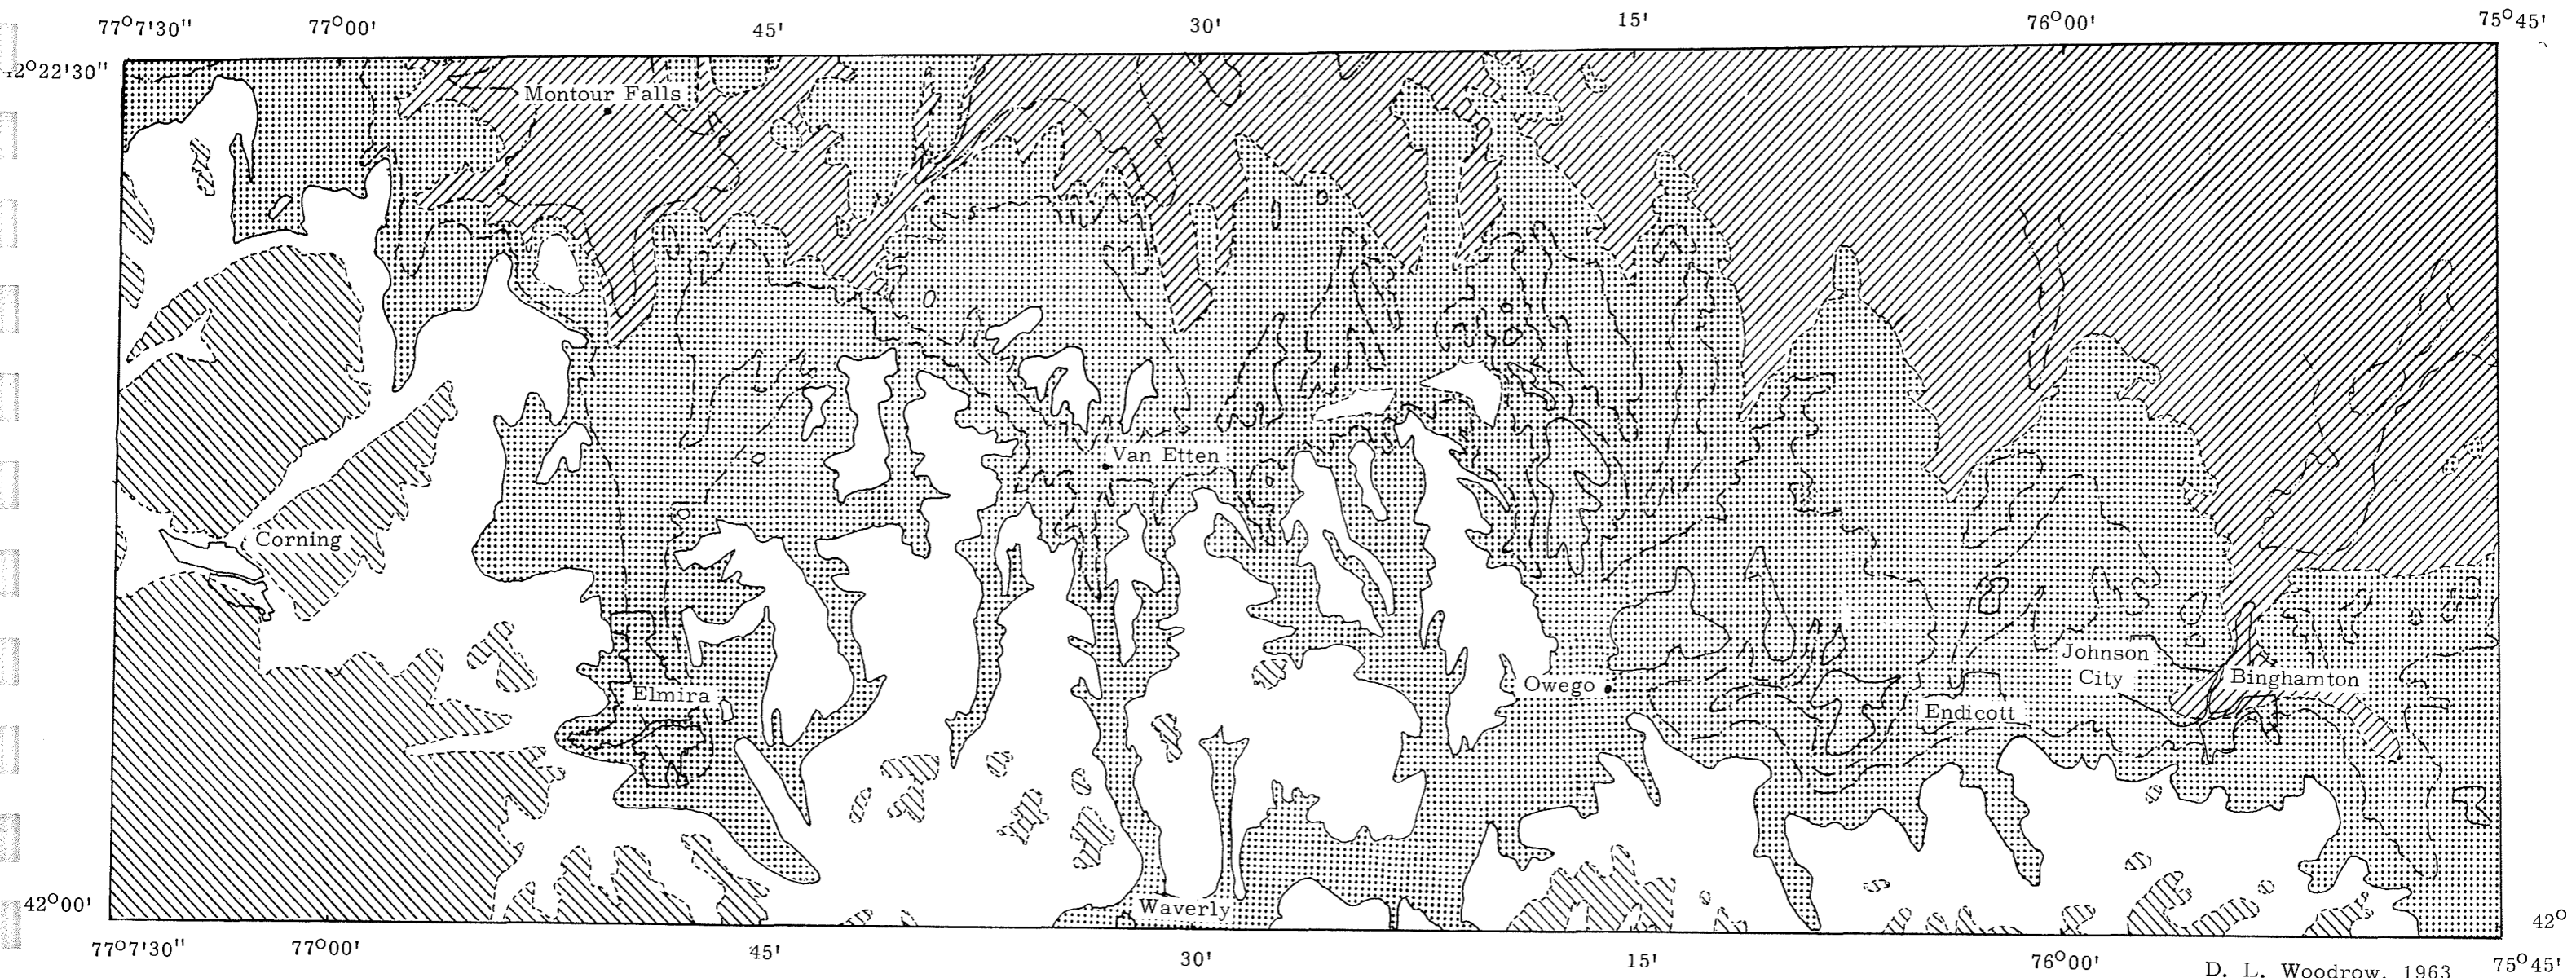 77°7'30" 77°00' 45' 30' 15' 76°00' 75°45'
42°22'30"
Montour Falls
Van Etten
Corning
Johnson
City
Binghamton
Elmira
Owego
Endicott
Waverly
42°00'
42°
77°7'30" 77°00' 45' 30' 15' 76°00' 75°45'
D. L. Woodrow, 1963